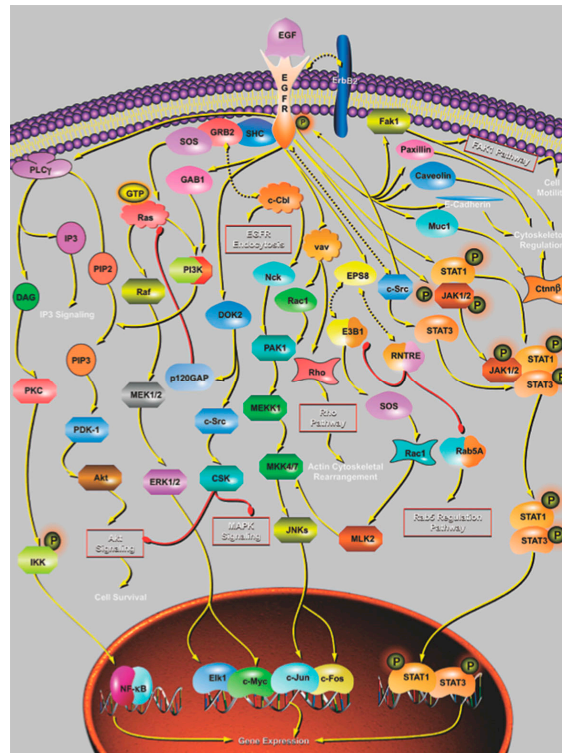 EGF
EGFR
ErbB2
P
GRB2
SHC
SOS
Fak1
Paxillin
FAK1 Pathway
PLCγ
GAB1
Caveolin
Cell
Motility
GTP
Ras
c-Cbl
E-Cadherin
Muc1
Cytoskeletal
Regulation
IP3
EGFR
Endocytosis
vav
PIP2
PI3K
Nck
EPS8
c-Src
STAT1
P
JAK1/2
P
Ctnnβ
DAG
Raf
Rac1
IP3 Signaling
DOK2
E3B1
STAT3
P
PIP3
PAK1
RNTRE
STAT1
JAK1/2
P
STAT3
P
PKC
MEK1/2
p120GAP
Rho
MEKK1
SOS
PDK-1
c-Src
Rho
Pathway
Rac1
Rab5A
Akt
ERK1/2
CSK
MKK4/7
Actin Cytoskeletal
Rearrangement
P
IKK
Akt
Signaling
MAPK
Signaling
JNKs
MLK2
Rab5 Regulation
Pathway
P
STAT1
STAT3
P
Cell Survival
NF-κB
Elk1
c-Myc
c-Jun
c-Fos
P
STAT1
P
STAT3
Gene Expression